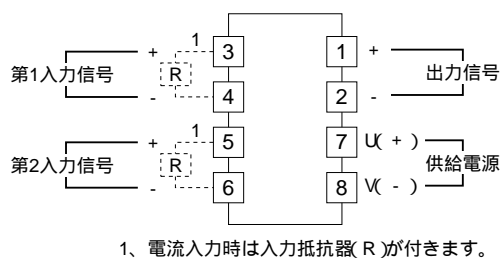 第1入力信号
+
1
R
-
3
4
第2入力信号
+
1
R
-
5
6
1
+
2
-
出力信号
7
U( + )
8
V( - )
供給電源
1、電流入力時は入力抵抗器( R )が付きます。